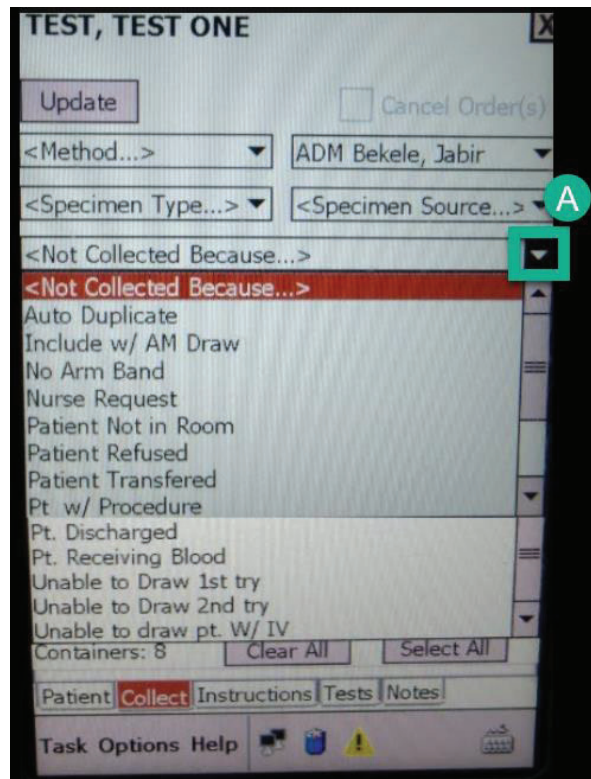 TEST, TEST ONE
X
Update
Cancel Order(s)
<Method...>
ADM Bekele, Jabir
<Specimen Type...>
<Specimen Source...>
A
<Not Collected Because...>
<Not Collected Because...>
Auto Duplicate
Include w/ AM Draw
No Arm Band
Nurse Request
Patient Not in Room
Patient Refused
Patient Transfered
Pt w/ Procedure
Pt. Discharged
Pt. Receiving Blood
Unable to Draw 1st try
Unable to Draw 2nd try
Unable to draw pt. W/ IV
Containers: 8 Clear All Select All
Patient Collect Instructions Tests Notes
Task Options Help